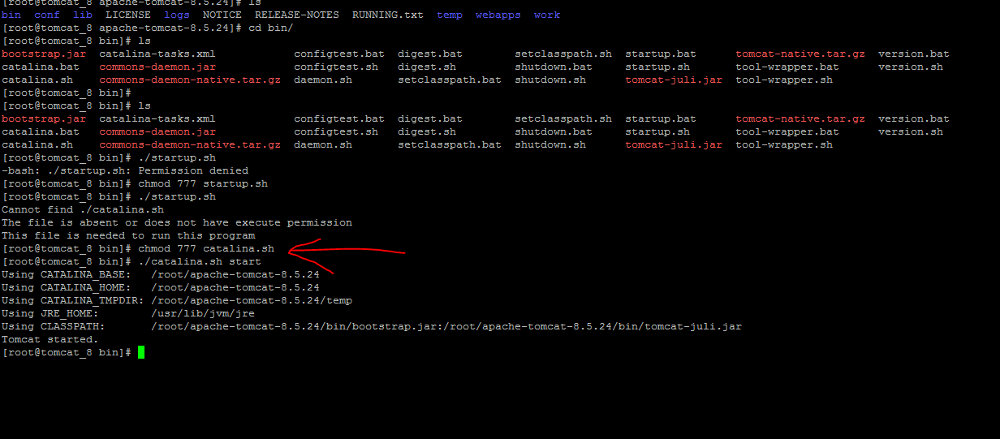 [root@tomcat_8 apache-tomcat-8.5.24]# ls
bin conf lib LICENSE logs NOTICE RELEASE-NOTES RUNNING.txt temp webapps work
[root@tomcat_8 apache-tomcat-8.5.24]# cd bin/
[root@tomcat_8 bin]# ls
bootstrap.jar catalina-tasks.xml configtest.bat digest.bat setclasspath.sh startup.bat tomcat-native.tar.gz version.bat
catalina.bat commons-daemon.jar configtest.sh digest.sh shutdown.bat startup.sh tool-wrapper.bat version.sh
catalina.sh commons-daemon-native.tar.gz daemon.sh setclasspath.bat shutdown.sh tomcat-juli.jar tool-wrapper.sh
[root@tomcat_8 bin]#
[root@tomcat_8 bin]# ls
bootstrap.jar catalina-tasks.xml configtest.bat digest.bat setclasspath.sh startup.bat tomcat-native.tar.gz version.bat
catalina.bat commons-daemon.jar configtest.sh digest.sh shutdown.bat startup.sh tool-wrapper.bat version.sh
catalina.sh commons-daemon-native.tar.gz daemon.sh setclasspath.bat shutdown.sh tomcat-juli.jar tool-wrapper.sh
[root@tomcat_8 bin]# ./startup.sh
-bash: ./startup.sh: Permission denied
[root@tomcat_8 bin]# chmod 777 startup.sh
[root@tomcat_8 bin]# ./startup.sh
Cannot find ./catalina.sh
The file is absent or does not have execute permission
This file is needed to run this program
[root@tomcat_8 bin]# chmod 777 catalina.sh
[root@tomcat_8 bin]# ./catalina.sh start
Using CATALINA_BASE: /root/apache-tomcat-8.5.24
Using CATALINA_HOME: /root/apache-tomcat-8.5.24
Using CATALINA_TMPDIR: /root/apache-tomcat-8.5.24/temp
Using JRE_HOME: /usr/lib/jvm/jre
Using CLASSPATH: /root/apache-tomcat-8.5.24/bin/bootstrap.jar:/root/apache-tomcat-8.5.24/bin/tomcat-juli.jar
Tomcat started.
[root@tomcat_8 bin]#